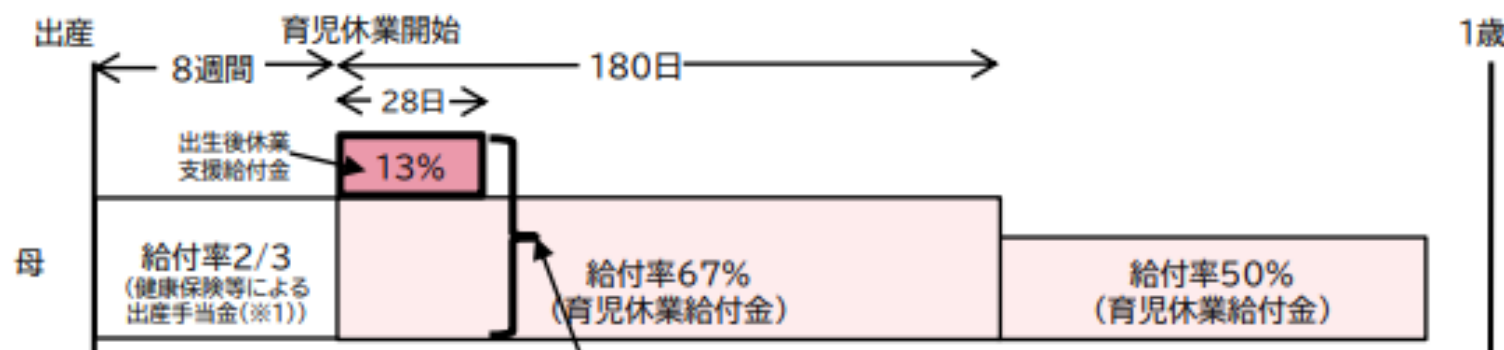 出産
育児休業開始
1歳
8週間
180日
28日
出生後休業
支援給付金
13%
母
給付率2/3
(健康保険等による
出産手当金(※1))
給付率67%
(育児休業給付金)
給付率50%
(育児休業給付金)